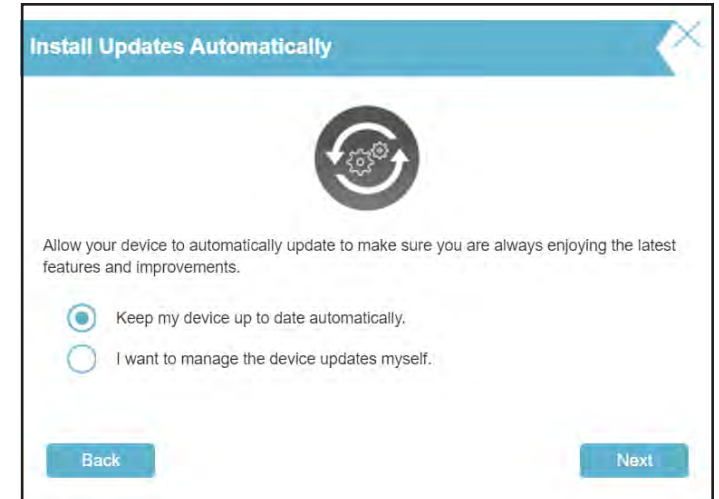 Install Updates Automatically
Allow your device to automatically update to make sure you are always enjoying the latest
features and improvements.
Keep my device up to date automatically.
I want to manage the device updates myself.
Back
Next